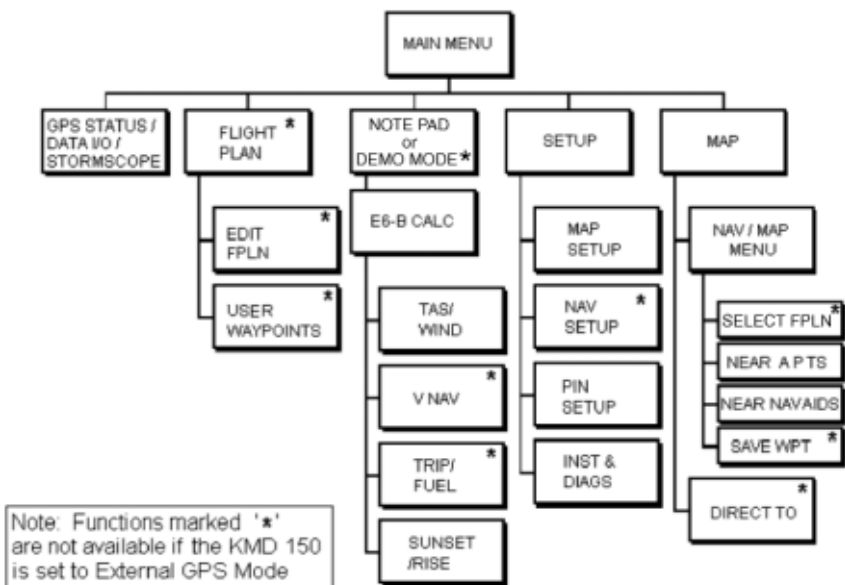 MAIN MENU
GPS STATUS /
DATA I/O /
STORMSCOPE
FLIGHT *
PLAN
NOTE PAD
or
DEMO MODE *
SETUP
MAP
EDIT *
FPLN
USER *
WAYPOINTS
E6-B CALC
TAS/
WIND
V NAV *
TRIP/ *
FUEL
SUNSET
/RISE
MAP
SETUP
NAV *
SETUP
PIN
SETUP
INST &
DIAGS
NAV / MAP
MENU
SELECT FPLN *
NEAR A P TS
NEAR NAVAIDS
SAVE WPT *
DIRECT TO *
Note: Functions marked '*'
are not available if the KMD 150
is set to External GPS Mode